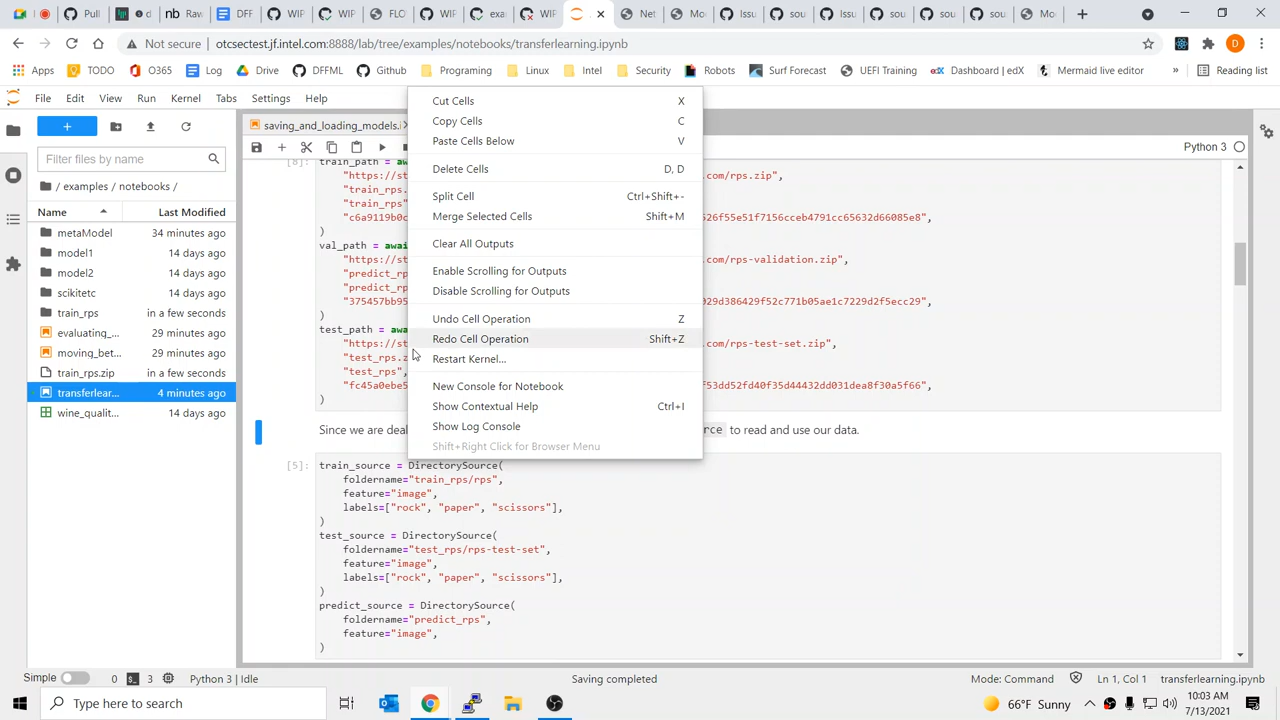 Pull
d
nb
Raw
DFF
WIP
WIP
FLO
WIP
exa
WIP
Net
Mo
Issu
sou
Issu
sou
sou
sou
Mo
Not secure
otcsectest.jf.intel.com:8888/lab/tree/examples/notebooks/transferlearning.ipynb
D
Apps
TODO
O365
Log
Drive
DFFML
Github
Programing
Linux
Intel
Security
Robots
Surf Forecast
UEFI Training
Dashboard | edX
Mermaid live editor
»
Reading list
File
Edit
View
Run
Kernel
Tabs
Settings
Help
Filter files by name
/ examples / notebooks /
Name
Last Modified
metaModel
34 minutes ago
model1
14 days ago
model2
14 days ago
scikitetc
14 days ago
train_rps
in a few seconds
evaluating_...
29 minutes ago
moving_bet...
29 minutes ago
train_rps.zip
in a few seconds
transferlear...
4 minutes ago
wine_qualit...
14 days ago
saving_and_loading_models.i
Python 3
Cut Cells X
Copy Cells C
Paste Cells Below V
Delete Cells D, D
Split Cell Ctrl+Shift+-
Merge Selected Cells Shift+M
Clear All Outputs
Enable Scrolling for Outputs
Disable Scrolling for Outputs
Undo Cell Operation Z
Redo Cell Operation Shift+Z
Restart Kernel...
New Console for Notebook
Show Contextual Help Ctrl+I
Show Log Console
Shift+Right Click for Browser Menu
[8]:
train_path = awa
"https://st .com/rps.zip",
"train_rps.
"train_rps"
"c6a9119b0c 526f55e51f7156cceb4791cc65632d66085e8",
)
val_path = awai
"https://st .com/rps-validation.zip",
"predict_rp
"predict_rp
"375457bb95 029d386429f52c771b05ae1c7229d2f5ecc29",
)
test_path = awa
"https://st .com/rps-test-set.zip",
"test_rps.z
"test_rps",
"fc45a0ebe5 f53dd52fd40f35d44432dd031dea8f30a5f66",
)
Since we are deal rce to read and use our data.
[5]:
train_source = DirectorySource(
foldername="train_rps/rps",
feature="image",
labels=["rock", "paper", "scissors"],
)
test_source = DirectorySource(
foldername="test_rps/rps-test-set",
feature="image",
labels=["rock", "paper", "scissors"],
)
predict_source = DirectorySource(
foldername="predict_rps",
feature="image",
)
Simple
0
3
Python 3 | Idle
Saving completed
Mode: Command
Ln 1, Col 1
transferlearning.ipynb
Type here to search
66°F Sunny
10:03 AM
7/13/2021